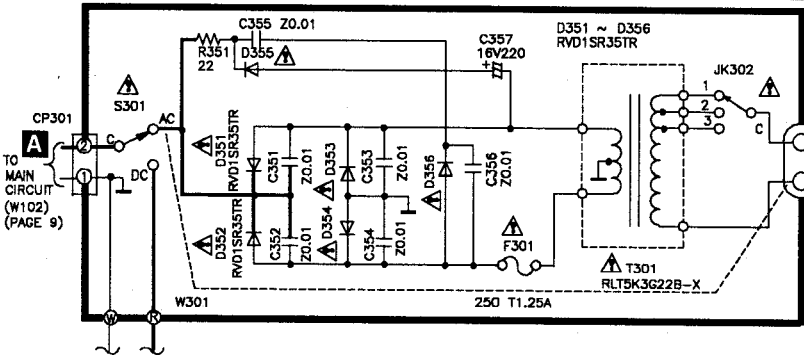 C355 Z0.01
R351
22
D355
C357
16V220
+
D351 ~ D356
RVD1SR35TR
JK302
S301
CP301
A
TO
MAIN
CIRCUIT
(W102)
(PAGE 9)
2
1
C
AC
DC
D351
RVD1SR35TR
C351
Z0.01
D353
C353
Z0.01
D356
C356
Z0.01
D352
RVD1SR35TR
C352
Z0.01
D354
C354
Z0.01
F301
1
2
3
C
T301
RLT5K3G22B-X
W301
250 T1.25A
W
R